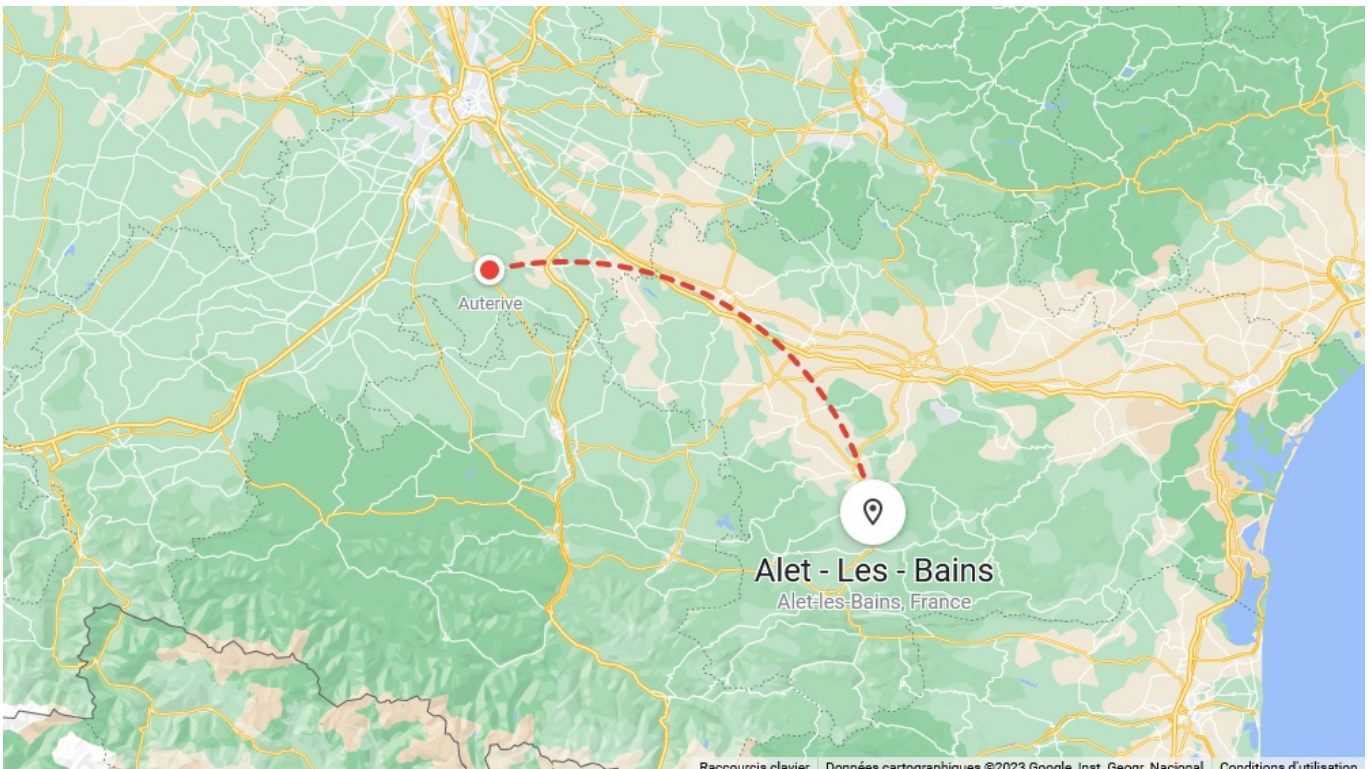 Auterive
Alet - Les - Bains
Alet-les-Bains, France
Raccourcis clavier
Données cartographiques ©2023 Google, Inst. Geogr. Nacional
Conditions d'utilisation